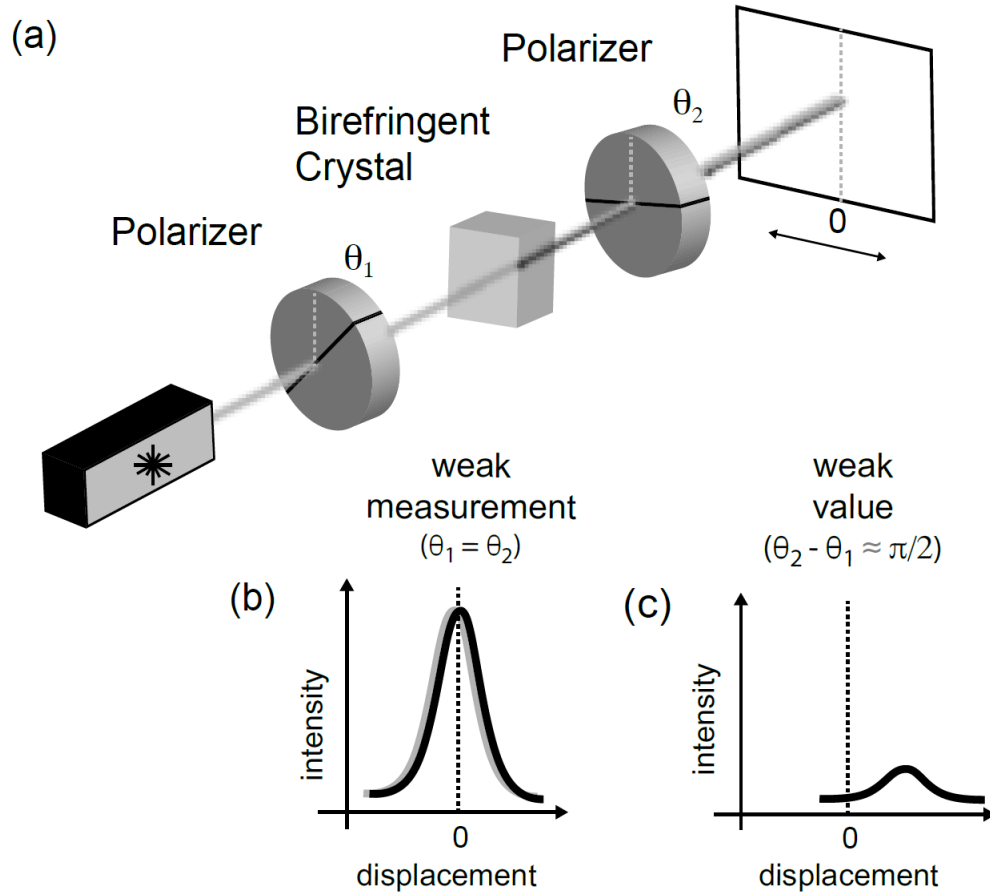 (a)
Polarizer
θ₂
Birefringent
Crystal
Polarizer
θ₁
0
weak
measurement
(θ₁ = θ₂)
weak
value
(θ₂ - θ₁ ≈ π/2)
(b)
intensity
0
displacement
(c)
intensity
0
displacement